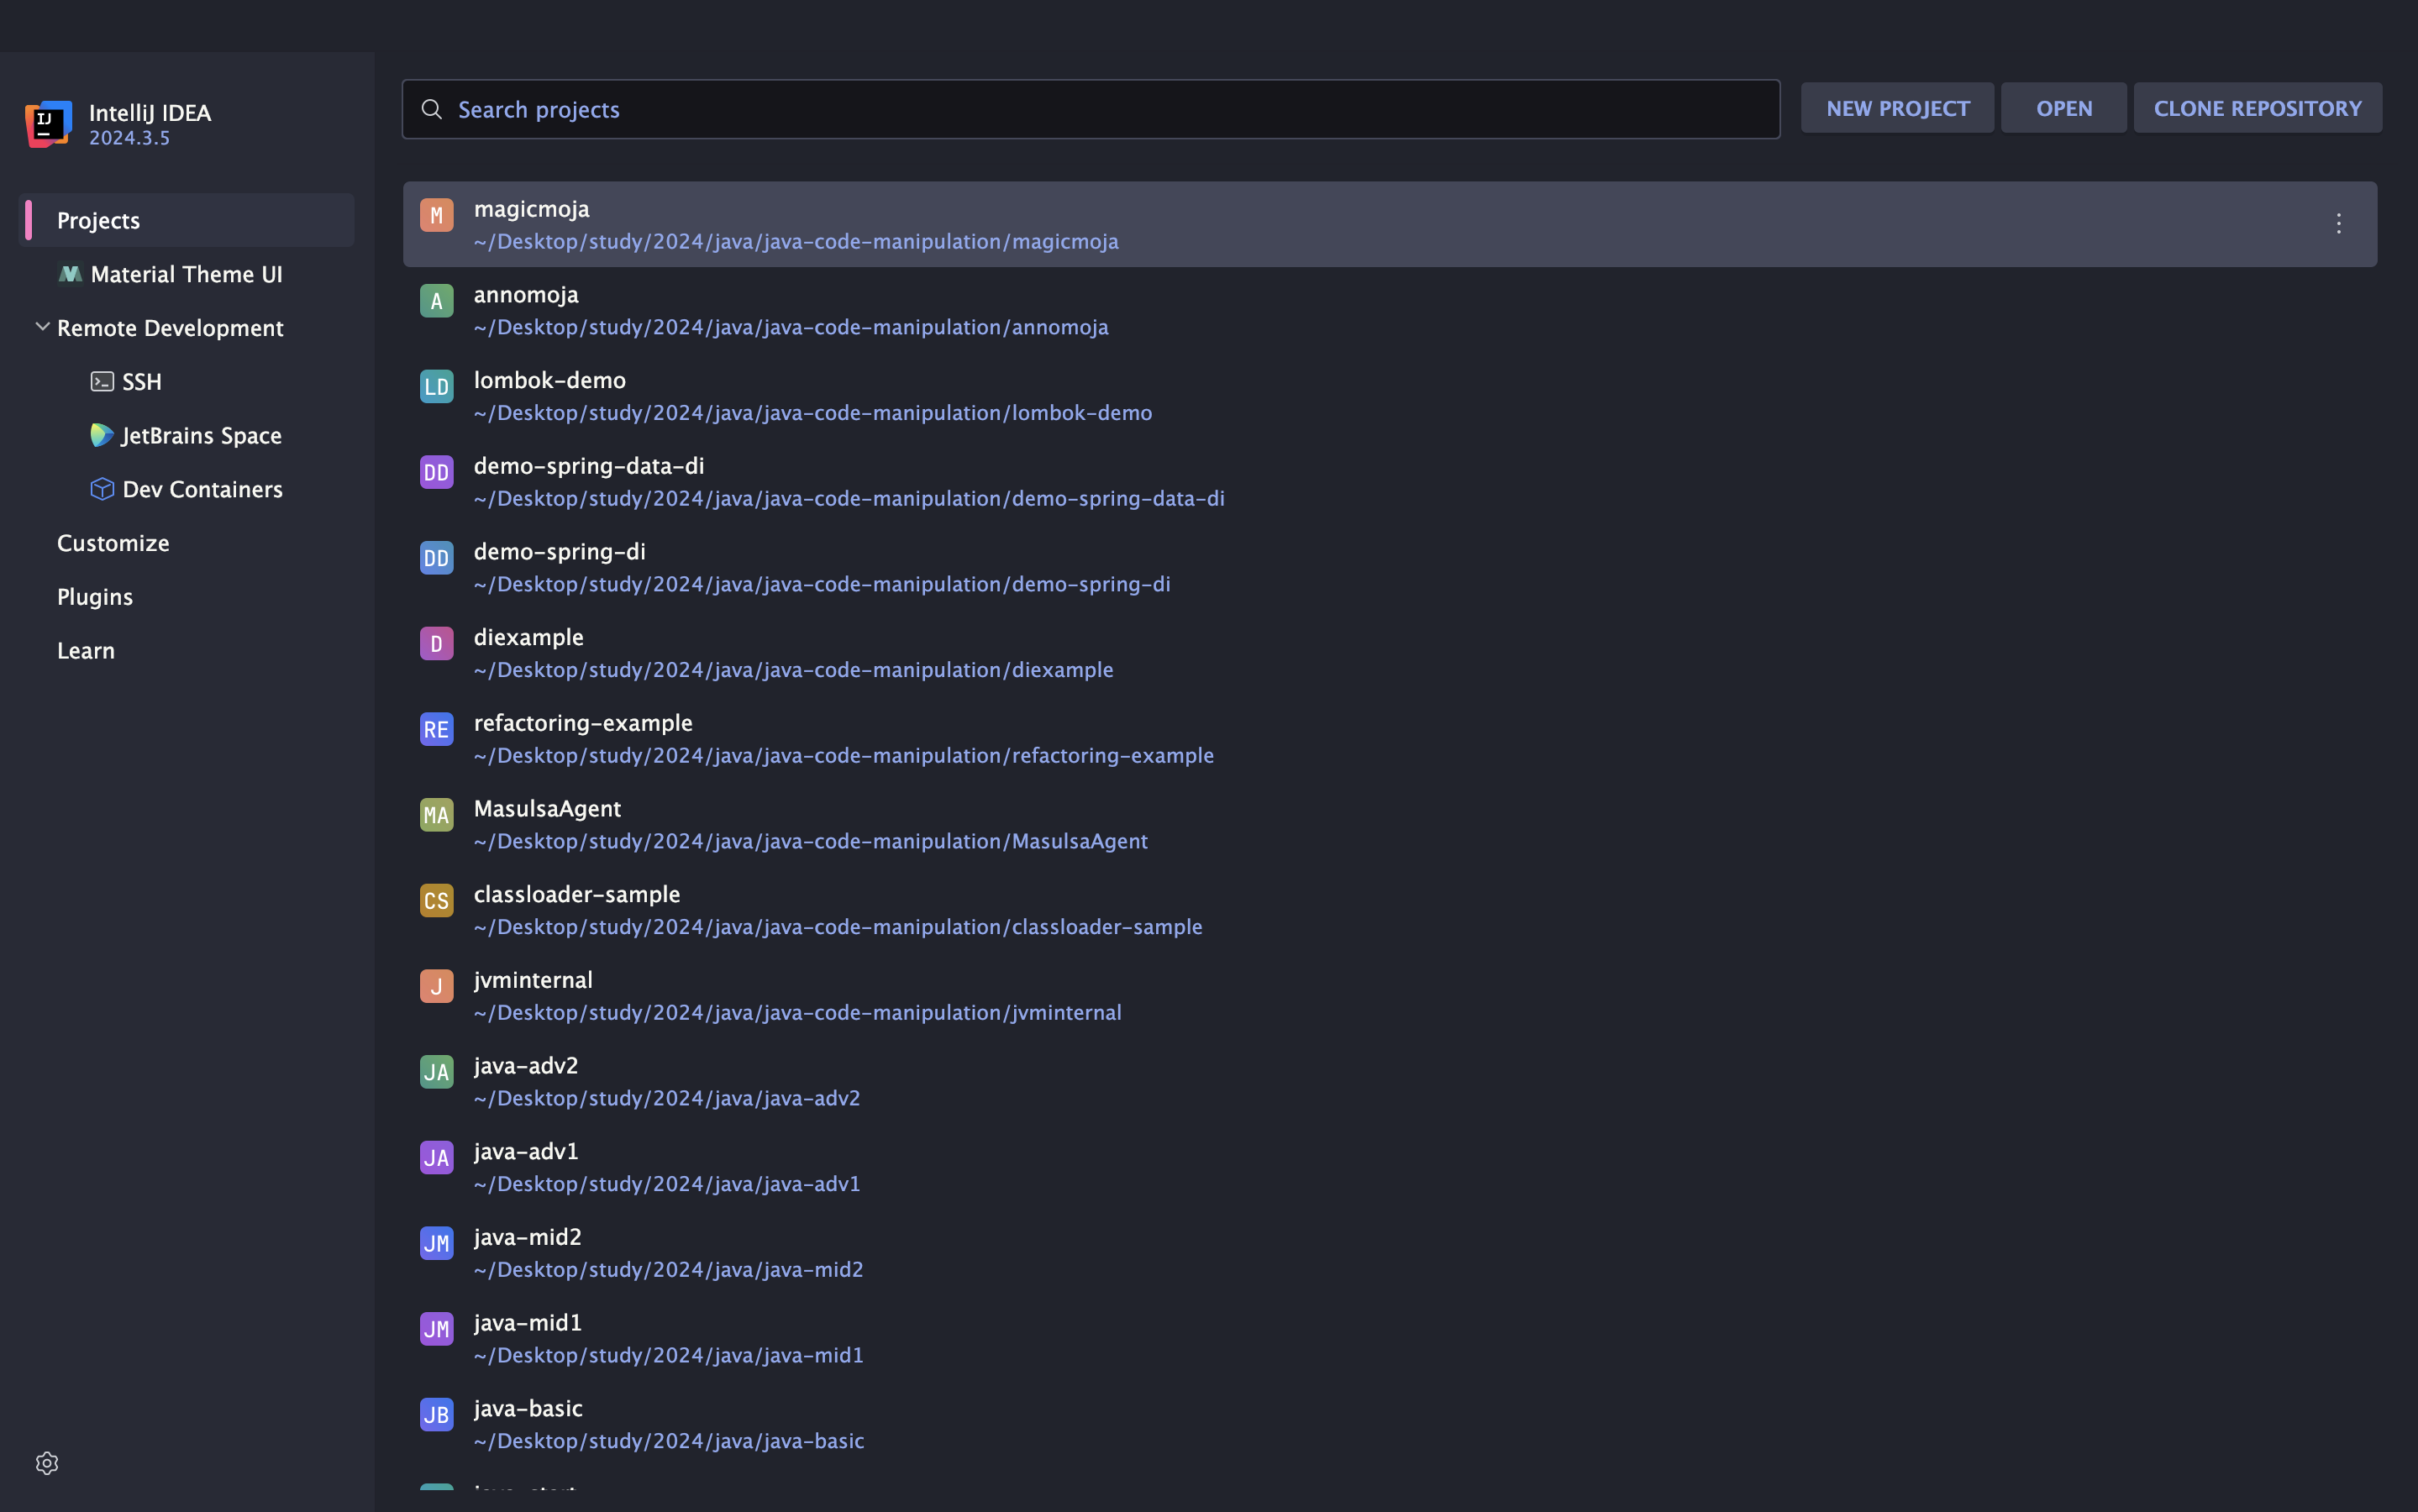 IntelliJ IDEA
2024.3.5
Projects
Material Theme UI
Remote Development
SSH
JetBrains Space
Dev Containers
Customize
Plugins
Learn
Search projects
NEW PROJECT
OPEN
CLONE REPOSITORY
M
magicmoja
~/Desktop/study/2024/java/java-code-manipulation/magicmoja
A
annomoja
~/Desktop/study/2024/java/java-code-manipulation/annomoja
LD
lombok-demo
~/Desktop/study/2024/java/java-code-manipulation/lombok-demo
DD
demo-spring-data-di
~/Desktop/study/2024/java/java-code-manipulation/demo-spring-data-di
DD
demo-spring-di
~/Desktop/study/2024/java/java-code-manipulation/demo-spring-di
D
diexample
~/Desktop/study/2024/java/java-code-manipulation/diexample
RE
refactoring-example
~/Desktop/study/2024/java/java-code-manipulation/refactoring-example
MA
MasulsaAgent
~/Desktop/study/2024/java/java-code-manipulation/MasulsaAgent
CS
classloader-sample
~/Desktop/study/2024/java/java-code-manipulation/classloader-sample
J
jvminternal
~/Desktop/study/2024/java/java-code-manipulation/jvminternal
JA
java-adv2
~/Desktop/study/2024/java/java-adv2
JA
java-adv1
~/Desktop/study/2024/java/java-adv1
JM
java-mid2
~/Desktop/study/2024/java/java-mid2
JM
java-mid1
~/Desktop/study/2024/java/java-mid1
JB
java-basic
~/Desktop/study/2024/java/java-basic